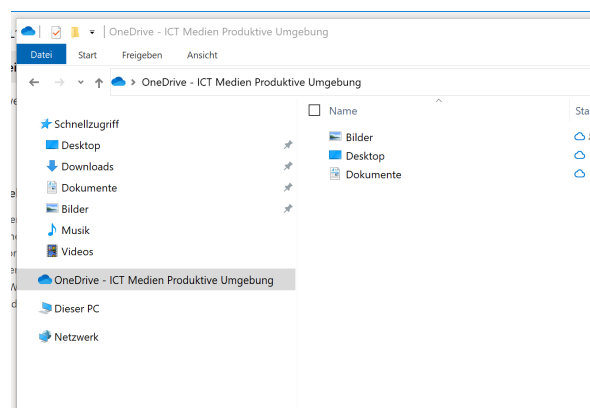 OneDrive - ICT Medien Produktive Umgebung
Datei Start Freigeben Ansicht
OneDrive - ICT Medien Produktive Umgebung
Name
Schnellzugriff
Desktop
Downloads
Dokumente
Bilder
Musik
Videos
OneDrive - ICT Medien Produktive Umgebung
Dieser PC
Netzwerk
Bilder
Desktop
Dokumente